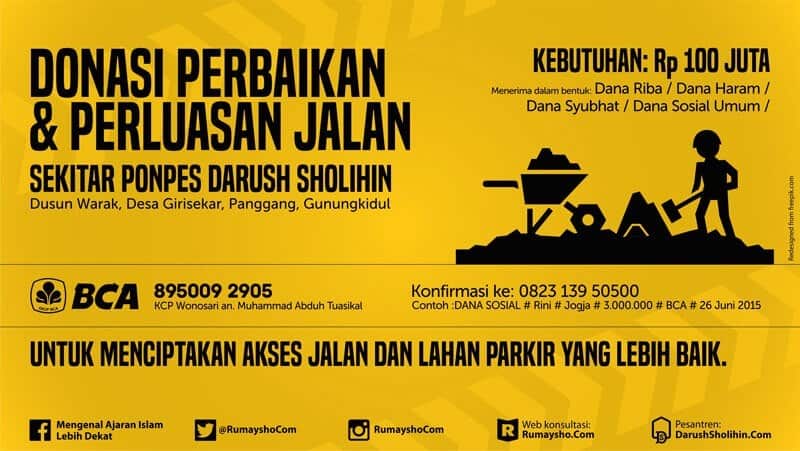 DONASI PERBAIKAN
& PERLUASAN JALAN
SEKITAR PONPES DARUSH SHOLIHIN
Dusun Warak, Desa Girisekar, Panggang, Gunungkidul
KEBUTUHAN: Rp 100 JUTA
Menerima dalam bentuk: Dana Riba / Dana Haram /
Dana Syubhat / Dana Sosial Umum /
Redesigned from freepik.com
BCA
895009 2905
KCP Wonosari an. Muhammad Abduh Tuasikal
Konfirmasi ke: 0823 139 50500
Contoh :DANA SOSIAL # Rini # Jogja # 3.000.000 # BCA # 26 Juni 2015
UNTUK MENCIPTAKAN AKSES JALAN DAN LAHAN PARKIR YANG LEBIH BAIK.
Mengenal Ajaran Islam
Lebih Dekat
@RumayshoCom
RumayshoCom
Web konsultasi:
Rumaysho.Com
Pesantren:
DarushSholihin.Com